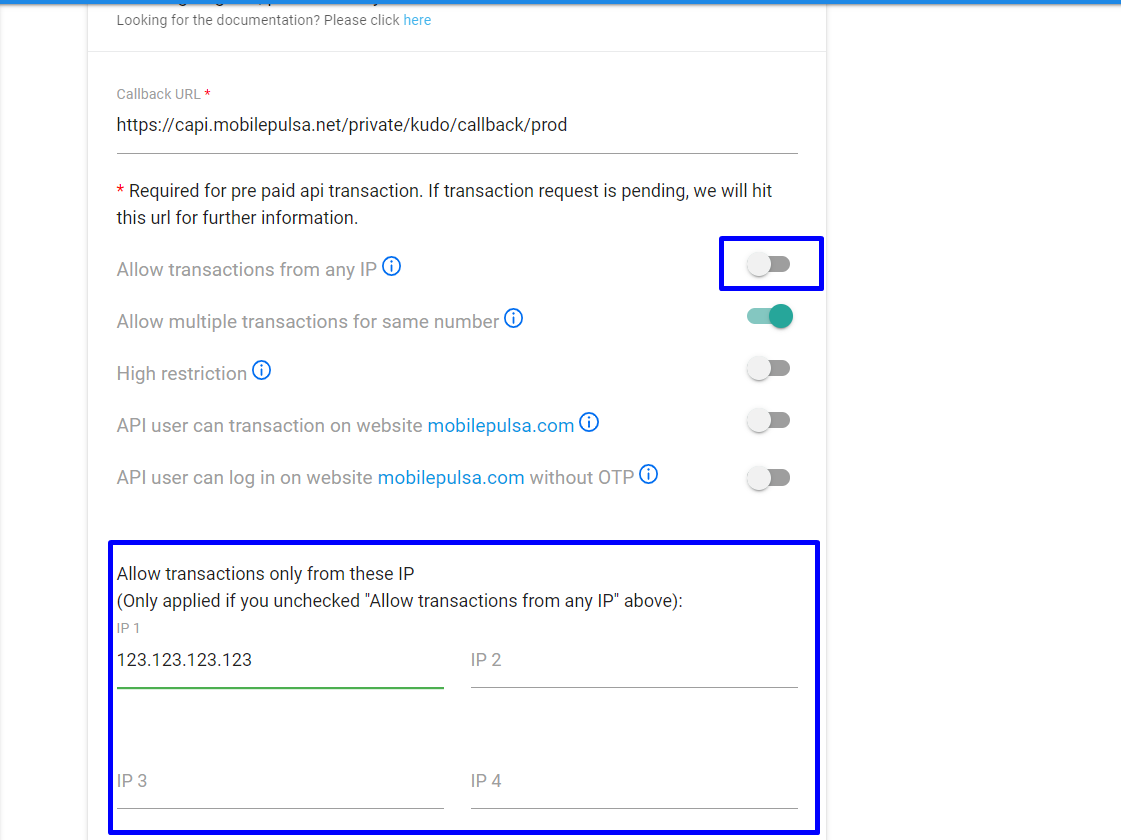 Looking for the documentation? Please click here
Callback URL *
https://capi.mobilepulsa.net/private/kudo/callback/prod
* Required for pre paid api transaction. If transaction request is pending, we will hit
this url for further information.
Allow transactions from any IP
Allow multiple transactions for same number
High restriction
API user can transaction on website mobilepulsa.com
API user can log in on website mobilepulsa.com without OTP
Allow transactions only from these IP
(Only applied if you unchecked "Allow transactions from any IP" above):
IP 1
123.123.123.123
IP 2
IP 3
IP 4